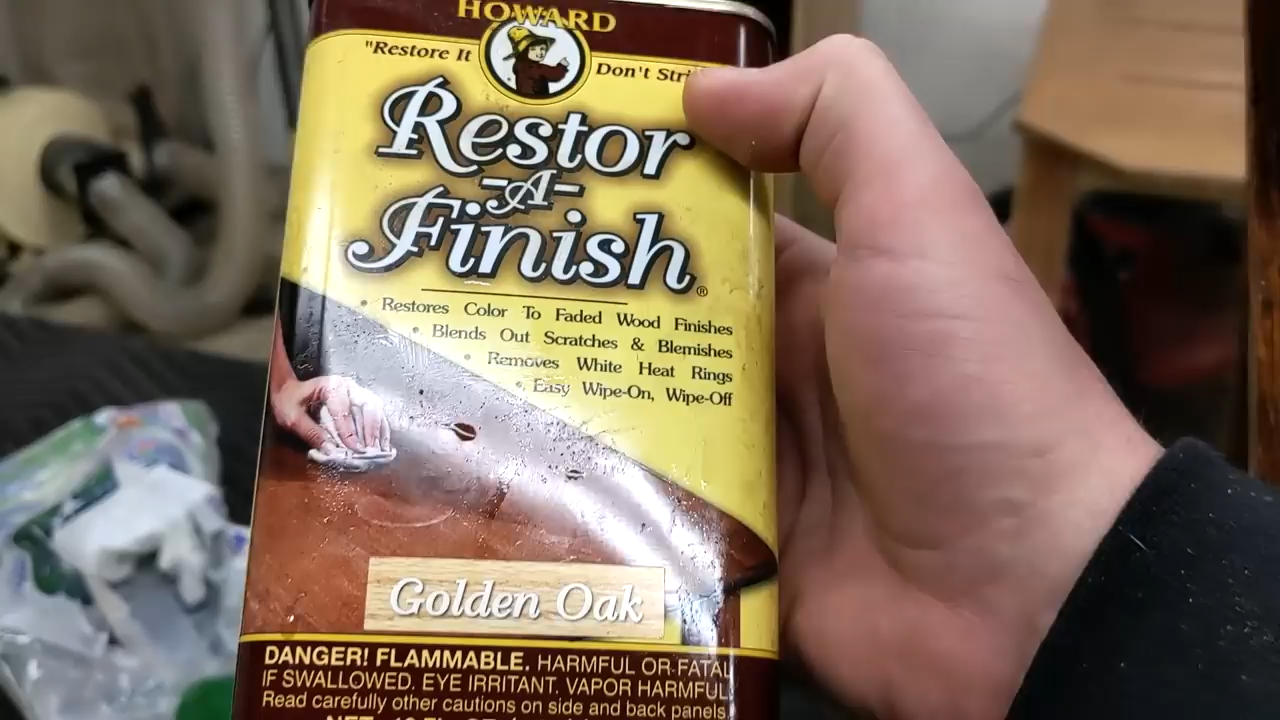 HOWARD
"Restore It Don't Stri
Restor
-A-
Finish®
• Restores Color To Faded Wood Finishes
• Blends Out Scratches & Blemishes
• Removes White Heat Rings
• Easy Wipe-On, Wipe-Off
Golden Oak
DANGER! FLAMMABLE. HARMFUL OR FATAL
IF SWALLOWED. EYE IRRITANT. VAPOR HARMFUL.
Read carefully other cautions on side and back panels.